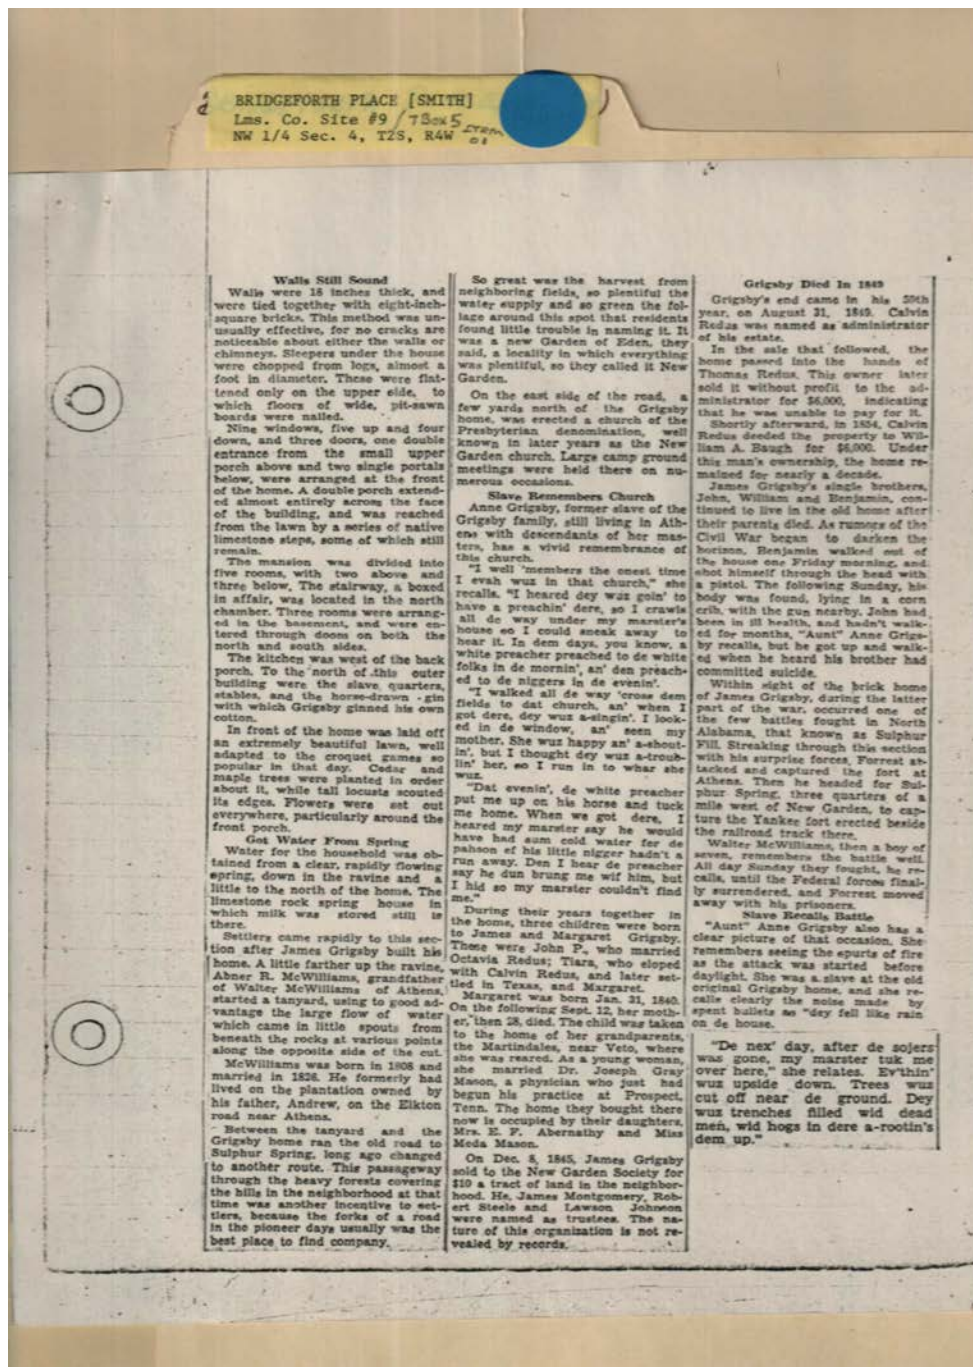 BRIDGEFORTH PLACE [SMITH]
Lms. Co. Site #9 / 7 Box 5
NW 1/4 Sec. 4, T2S, R4W
Walls Still Sound
Walls were 18 inches thick, and
were tied together with eight-inch-
square bricks. This method was un-
usually effective, for no cracks are
noticeable about either the walls or
chimneys. Sleepers under the house
were chopped from logs, almost a
foot in diameter. These were flat-
tened only on the upper side, to
which floors of wide, pit-sawn
boards were nailed.
Nine windows, five up and four
down, and three doors, one double
entrance from the small upper
porch above and two single portals
below, were arranged at the front
of the home. A double porch extend-
ed almost entirely across the face
of the building, and was reached
from the lawn by a series of native
limestone steps, some of which still
remain.
The mansion was divided into
five rooms, with two above and
three below. The stairway, a boxed
in affair, was located in the north
chamber. Three rooms were arrang-
ed in the basement, and were en-
tered through doors on both the
north and south sides.
The kitchen was west of the back
porch. To the north of this outer
building were the slave quarters,
stables, and the horse-drawn gin
with which Grigsby ginned his own
cotton.
In front of the home was laid off
an extremely beautiful lawn, well
adapted to the croquet games so
popular in that day. Cedar and
maple trees were planted in order
about it, while tall locusts scouted
its edges. Flowers were set out
everywhere, particularly around the
front porch.
Got Water From Spring
Water for the household was ob-
tained from a clear, rapidly flowing
spring, down in the ravine and a
little to the north of the home. The
limestone rock spring house in
which milk was stored still is
there.
Settlers came rapidly to this sec-
tion after James Grigsby built his
home. A little farther up the ravine,
Abner R. McWilliams, grandfather
of Walter McWilliams of Athens,
started a tanyard, using to good ad-
vantage the large flow of water
which came in little spouts from
beneath the rocks at various points
along the opposite side of the cut.
McWilliams was born in 1808 and
married in 1826. He formerly had
lived on the plantation owned by
his father, Andrew, on the Elkton
road near Athens.
Between the tanyard and the
Grigsby home ran the old road to
Sulphur Spring, long ago changed
to another route. This passageway
through the heavy forests covering
the hills in the neighborhood at that
time was another incentive to set-
tlers, because the forks of a road
in the pioneer days usually was the
best place to find company.
So great was the harvest from
neighboring fields, so plentiful the
water supply and so green the fol-
iage around this spot that residents
found little trouble in naming it. It
was a new Garden of Eden, they
said, a locality in which everything
was plentiful, so they called it New
Garden.
On the east side of the road, a
few yards north of the Grigsby
home, was erected a church of the
Presbyterian denomination, well
known in later years as the New
Garden church. Large camp ground
meetings were held there on nu-
merous occasions.
Slave Remembers Church
Anne Grigsby, former slave of the
Grigsby family, still living in Ath-
ens with descendants of her mas-
ters, has a vivid remembrance of
this church.
"I well 'members the onest time
I evah wuz in that church," she
recalls. "I heared dey wuz goin' to
have a preachin' dere, so I crawls
all de way under my marster's
house so I could sneak away to
hear it. In dem days, you know, a
white preacher preached to de white
folks in de mornin', an' den preach-
ed to de niggers in de evenin'.
"I walked all de way 'cross dem
fields to dat church, an' when I
got dere, dey wuz a-singin'. I look-
ed in de window, an' seen my
mother. She wuz happy an' a-shout-
in', but I thought dey wuz a-troub-
lin' her, so I run in to whar she
wuz.
"Dat evenin', de white preacher
put me up on his horse and tuck
me home. When we got dere, I
heared my marster say he would
have had sum cold water fer de
pahson ef his little nigger hadn't a
run away. Den I hear de preacher
say he dun brung me wif him, but
I hid so my marster couldn't find
me."
During their years together in
the home, three children were born
to James and Margaret Grigsby.
These were John P., who married
Octavia Redus; Tiara, who eloped
with Calvin Redus, and later set-
tled in Texas, and Margaret.
Margaret was born Jan. 31, 1840.
On the following Sept. 12, her moth-
er, then 28, died. The child was taken
to the home of her grandparents,
the Martindales, near Veto, where
she was reared. As a young woman,
she married Dr. Joseph Gray
Mason, a physician who just had
begun his practice at Prospect,
Tenn. The home they bought there
now is occupied by their daughters,
Mrs. E. F. Abernathy and Miss
Meda Mason.
On Dec. 8, 1845, James Grigsby
sold to the New Garden Society for
$10 a tract of land in the neighbor-
hood. He, James Montgomery, Rob-
ert Steele and Lawson Johnson
were named as trustees. The na-
ture of this organization is not re-
vealed by records.
Grigsby Died In 1849
Grigsby's end came in his 50th
year, on August 31, 1849. Calvin
Redus was named as administrator
of his estate.
In the sale that followed, the
home passed into the hands of
Thomas Redus. This owner later
sold it without profit to the ad-
ministrator for $6,000, indicating
that he was unable to pay for it.
Shortly afterward, in 1854, Calvin
Redus deeded the property to Wil-
liam A. Baugh for $6,000. Under
this man's ownership, the home re-
mained for nearly a decade.
James Grigsby's single brothers,
John, William and Benjamin, con-
tinued to live in the old home after
their parents died. As rumors of the
Civil War began to darken the
horizon, Benjamin walked out of
the house one Friday morning, and
shot himself through the head with
a pistol. The following Sunday, his
body was found, lying in a corn
crib, with the gun nearby. John had
been in ill health, and hadn't walk-
ed for months, "Aunt" Anne Grigs-
by recalls, but he got up and walk-
ed when he heard his brother had
committed suicide.
Within sight of the brick home
of James Grigsby, during the latter
part of the war, occurred one of
the few battles fought in North
Alabama, that known as Sulphur
Fill. Streaking through this section
with his surprise forces, Forrest at-
tacked and captured the fort at
Athens. Then he headed for Sul-
phur Spring, three quarters of a
mile west of New Garden, to cap-
ture the Yankee fort erected beside
the railroad track there.
Walter McWilliams, then a boy of
seven, remembers the battle well.
All day Sunday they fought, he re-
calls, until the Federal forces final-
ly surrendered, and Forrest moved
away with his prisoners.
Slave Recalls Battle
"Aunt" Anne Grigsby also has a
clear picture of that occasion. She
remembers seeing the spurts of fire
as the attack was started before
daylight. She was a slave at the old
original Grigsby home, and she re-
calls clearly the noise made by
spent bullets as "dey fell like rain
on de house.
"De nex' day, after de sojers
was gone, my marster tuk me
over here," she relates. Ev'thin'
wuz upside down. Trees wuz
cut off near de ground. Dey
wuz trenches filled wid dead
men, wid hogs in dere a-rootin's
dem up."